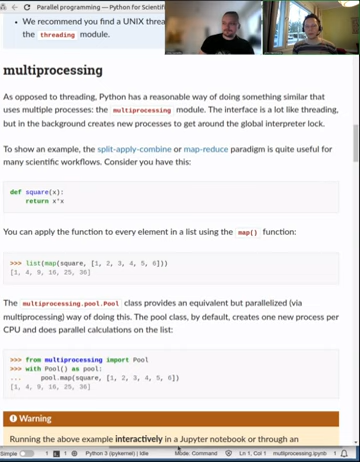 Parallel programming — Python for Scientif
• We recommend you find a UNIX threa
the threading module.
multiprocessing
As opposed to threading, Python has a reasonable way of doing something similar that
uses multiple processes: the multiprocessing module. The interface is a lot like threading,
but in the background creates new processes to get around the global interpreter lock.
To show an example, the split-apply-combine or map-reduce paradigm is quite useful for
many scientific workflows. Consider you have this:
def square(x):
return x*x
You can apply the function to every element in a list using the map() function:
>>> list(map(square, [1, 2, 3, 4, 5, 6]))
[1, 4, 9, 16, 25, 36]
The multiprocessing.pool.Pool class provides an equivalent but parallelized (via
multiprocessing) way of doing this. The pool class, by default, creates one new process per
CPU and does parallel calculations on the list:
>>> from multiprocessing import Pool
>>> with Pool() as pool:
... pool.map(square, [1, 2, 3, 4, 5, 6])
[1, 4, 9, 16, 25, 36]
Warning
Running the above example interactively in a Jupyter notebook or through an
Simple 1 1 Python 3 (ipykernel) | Idle Mode: Command Ln 1, Col 1 multiprocessing.ipynb 1